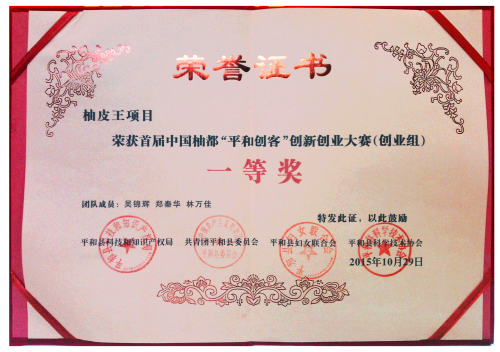 荣誉证书
柚皮王项目
荣获首届中国柚都“平和创客”创新创业大赛(创业组)
一等奖
团队成员：吴锦辉 郑秦华 林万佳
特发此证，以此鼓励
平和县科技和知识产权局 共青团平和县委员会 平和县妇女联合会 平和县科学技术协会
2015年10月29日